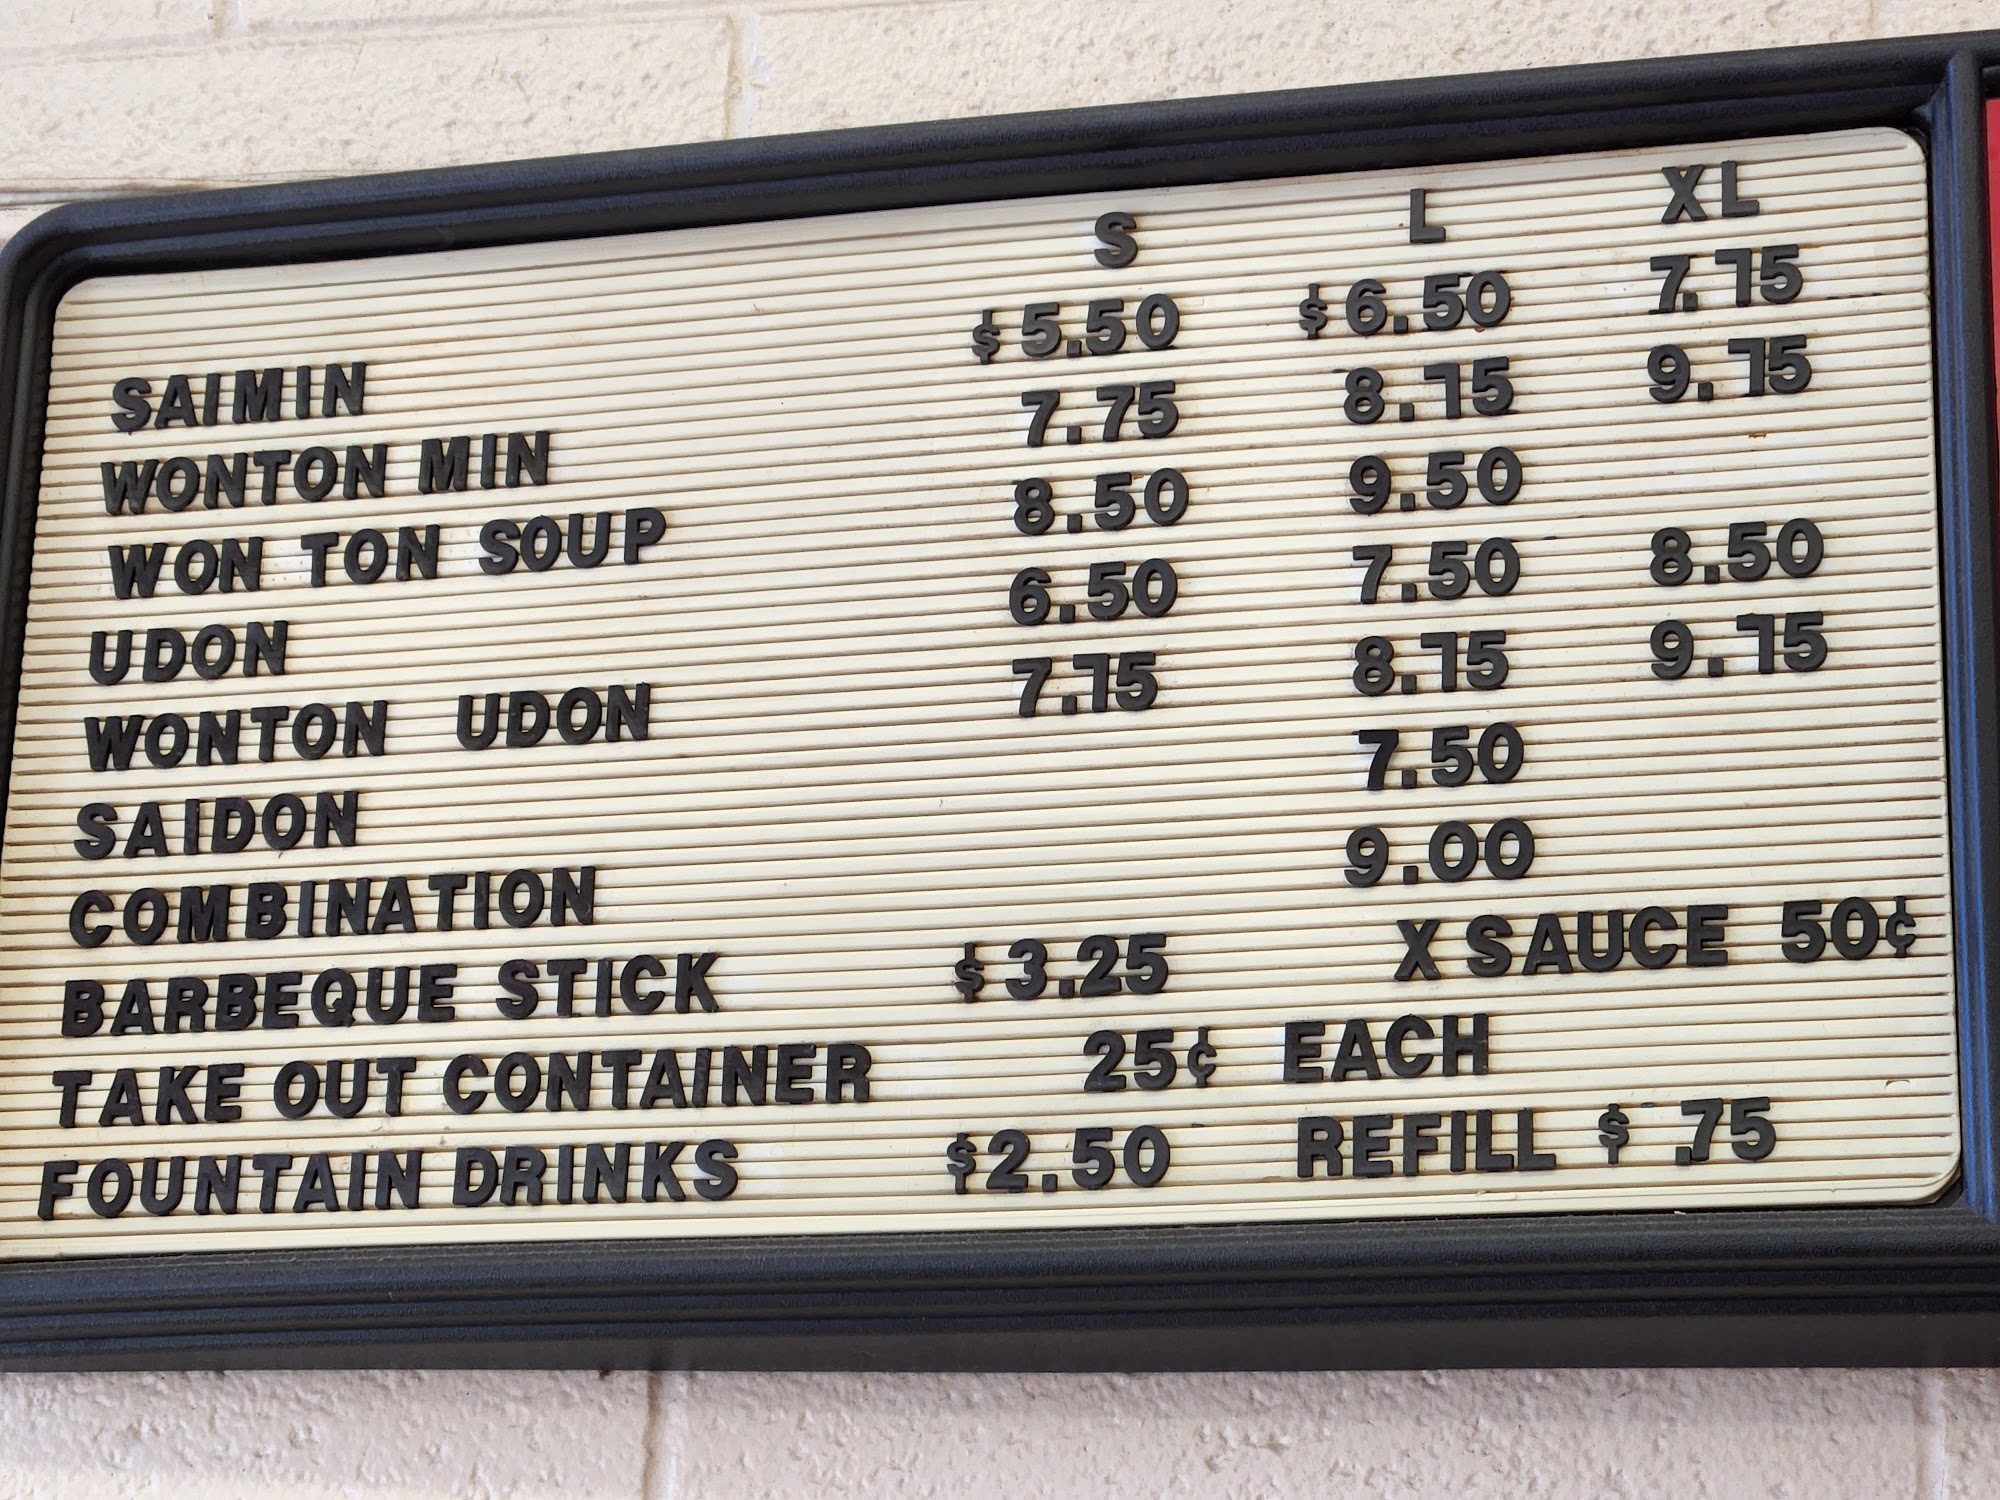 S L XL
SAIMIN $5.50 $6.50 7.75
WONTON MIN 7.75 8.75 9.75
WON TON SOUP 8.50 9.50
UDON 6.50 7.50 8.50
WONTON UDON 7.75 8.75 9.75
SAIDON 7.50
COMBINATION 9.00
BARBEQUE STICK $3.25 X SAUCE 50¢
TAKE OUT CONTAINER 25¢ EACH
FOUNTAIN DRINKS $2.50 REFILL $ .75